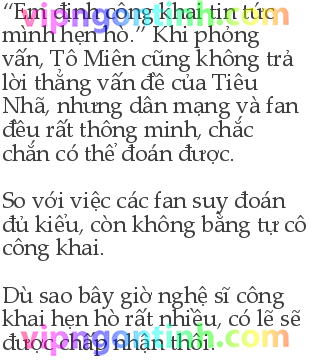 vipngontinh.com
“Em định công khai tin tức
mình hẹn hò.” Khi phỏng
vấn, Tô Miên cũng không trả
lời thẳng vấn đề của Tiêu
Nhã, nhưng dân mạng và fan
đều rất thông minh, chắc
chắn có thể đoán được.
So với việc các fan suy đoán
đủ kiểu, còn không bằng tự cô
công khai.
Dù sao bây giờ nghệ sĩ công
khai hẹn hò rất nhiều, có lẽ sẽ
được chấp nhận thôi.
vipngontinh.com